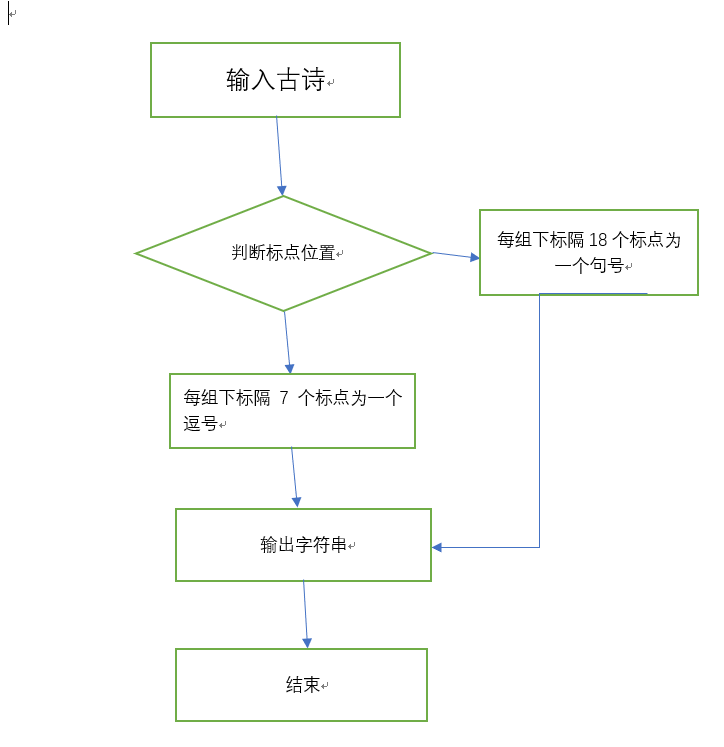 输入古诗
判断标点位置
每组下标隔 18 个标点为
一个句号
每组下标隔 7 个标点为一个
逗号
输出字符串
结束